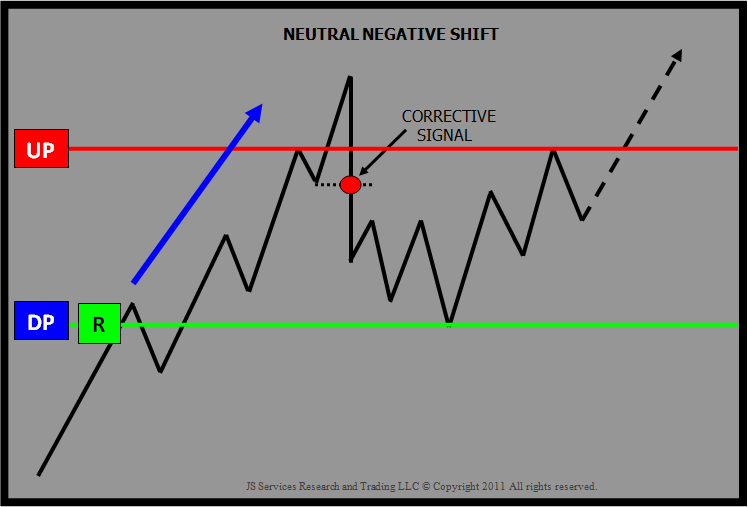 NEUTRAL NEGATIVE SHIFT
CORRECTIVE
SIGNAL
UP
DP
R
JS Services Research and Trading LLC © Copyright 2011 All rights reserved.